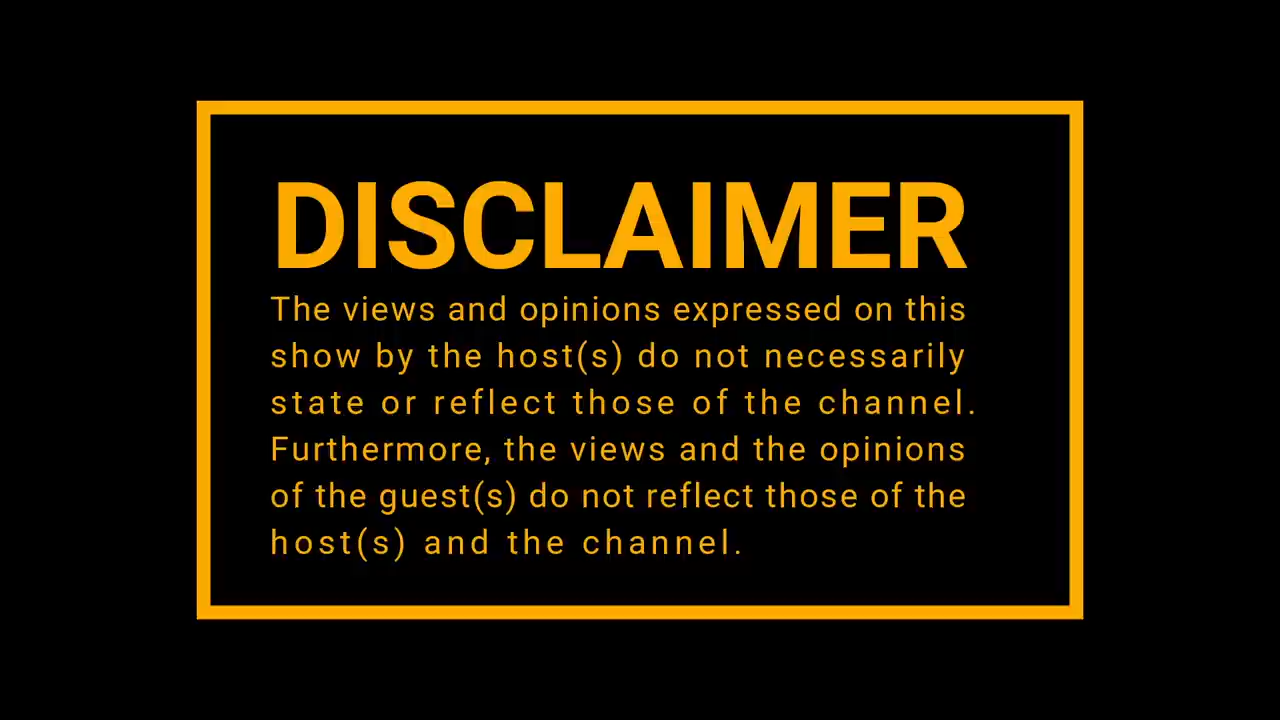 DISCLAIMER
The views and opinions expressed on this
show by the host(s) do not necessarily
state or reflect those of the channel.
Furthermore, the views and the opinions
of the guest(s) do not reflect those of the
host(s) and the channel.